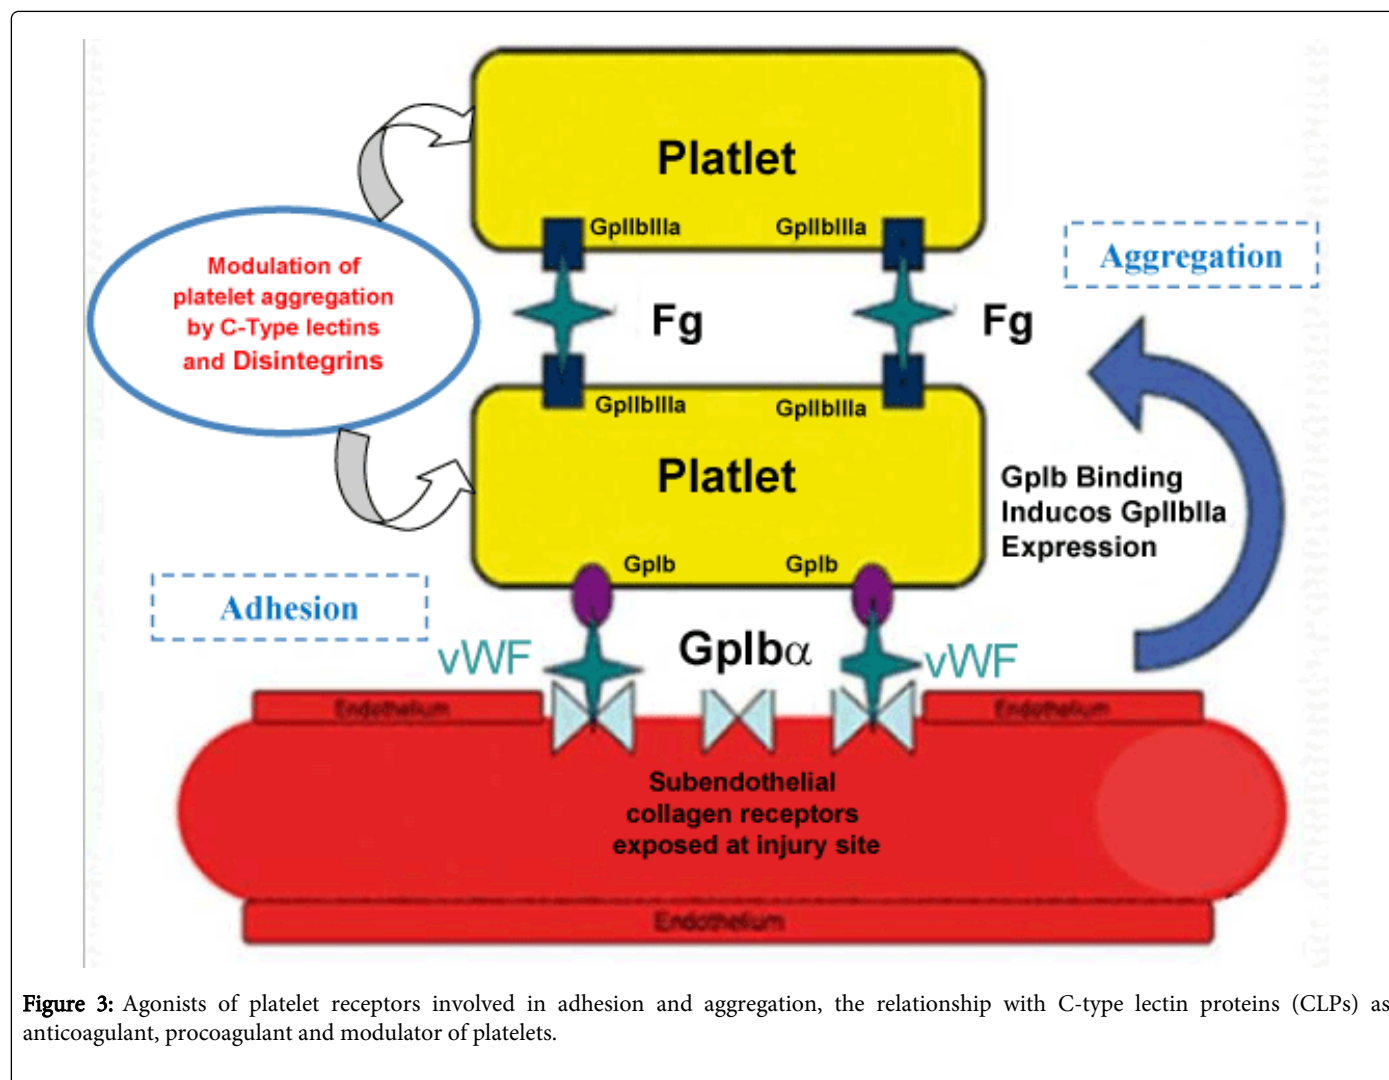 Platlet
GpIIbIIIa GpIIbIIIa
Modulation of
platelet aggregation
by C-Type lectins
and Disintegrins
Aggregation
Fg Fg
GpIIbIIIa GpIIbIIIa
Platlet
GpIb Binding
Inducos GpIIbIIa
Expression
GpIb GpIb
Adhesion
vWF GpIbα vWF
Endothelium Endothelium
Subendothelial
collagen receptors
exposed at injury site
Endothelium
Figure 3: Agonists of platelet receptors involved in adhesion and aggregation, the relationship with C-type lectin proteins (CLPs) as
anticoagulant, procoagulant and modulator of platelets.